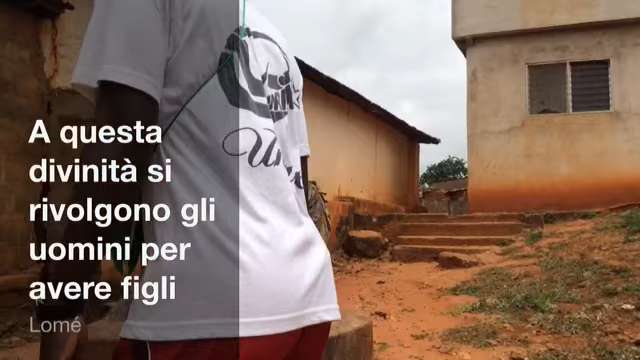 A questa
divinità si
rivolgono gli
uomini per
avere figli
Lomé